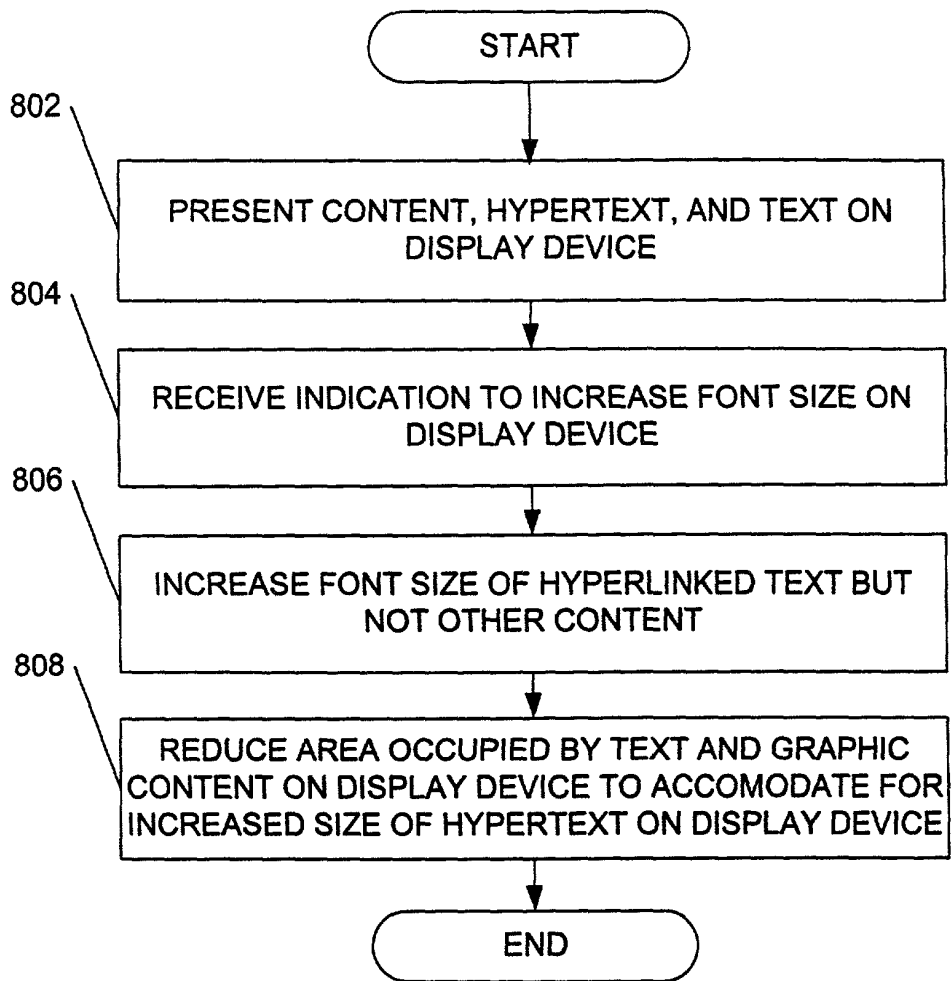 START
802
PRESENT CONTENT, HYPERTEXT, AND TEXT ON
DISPLAY DEVICE
804
RECEIVE INDICATION TO INCREASE FONT SIZE ON
DISPLAY DEVICE
806
INCREASE FONT SIZE OF HYPERLINKED TEXT BUT
NOT OTHER CONTENT
808
REDUCE AREA OCCUPIED BY TEXT AND GRAPHIC
CONTENT ON DISPLAY DEVICE TO ACCOMODATE FOR
INCREASED SIZE OF HYPERTEXT ON DISPLAY DEVICE
END